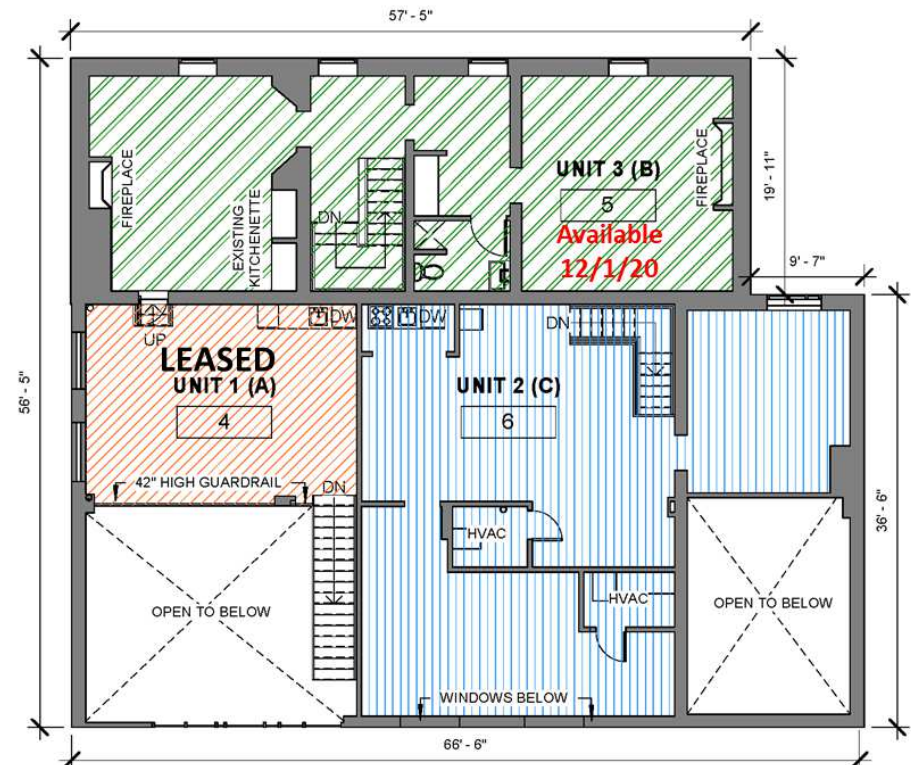 57' - 5"
FIREPLACE
EXISTING
KITCHENETTE
DN
UNIT 3 (B)
5
Available
12/1/20
FIREPLACE
19' - 11"
9' - 7"
56' - 5"
UP
DW
LEASED
UNIT 1 (A)
4
42" HIGH GUARDRAIL
DN
OPEN TO BELOW
DW
DN
UNIT 2 (C)
6
HVAC
HVAC
WINDOWS BELOW
OPEN TO BELOW
36' - 6"
66' - 6"